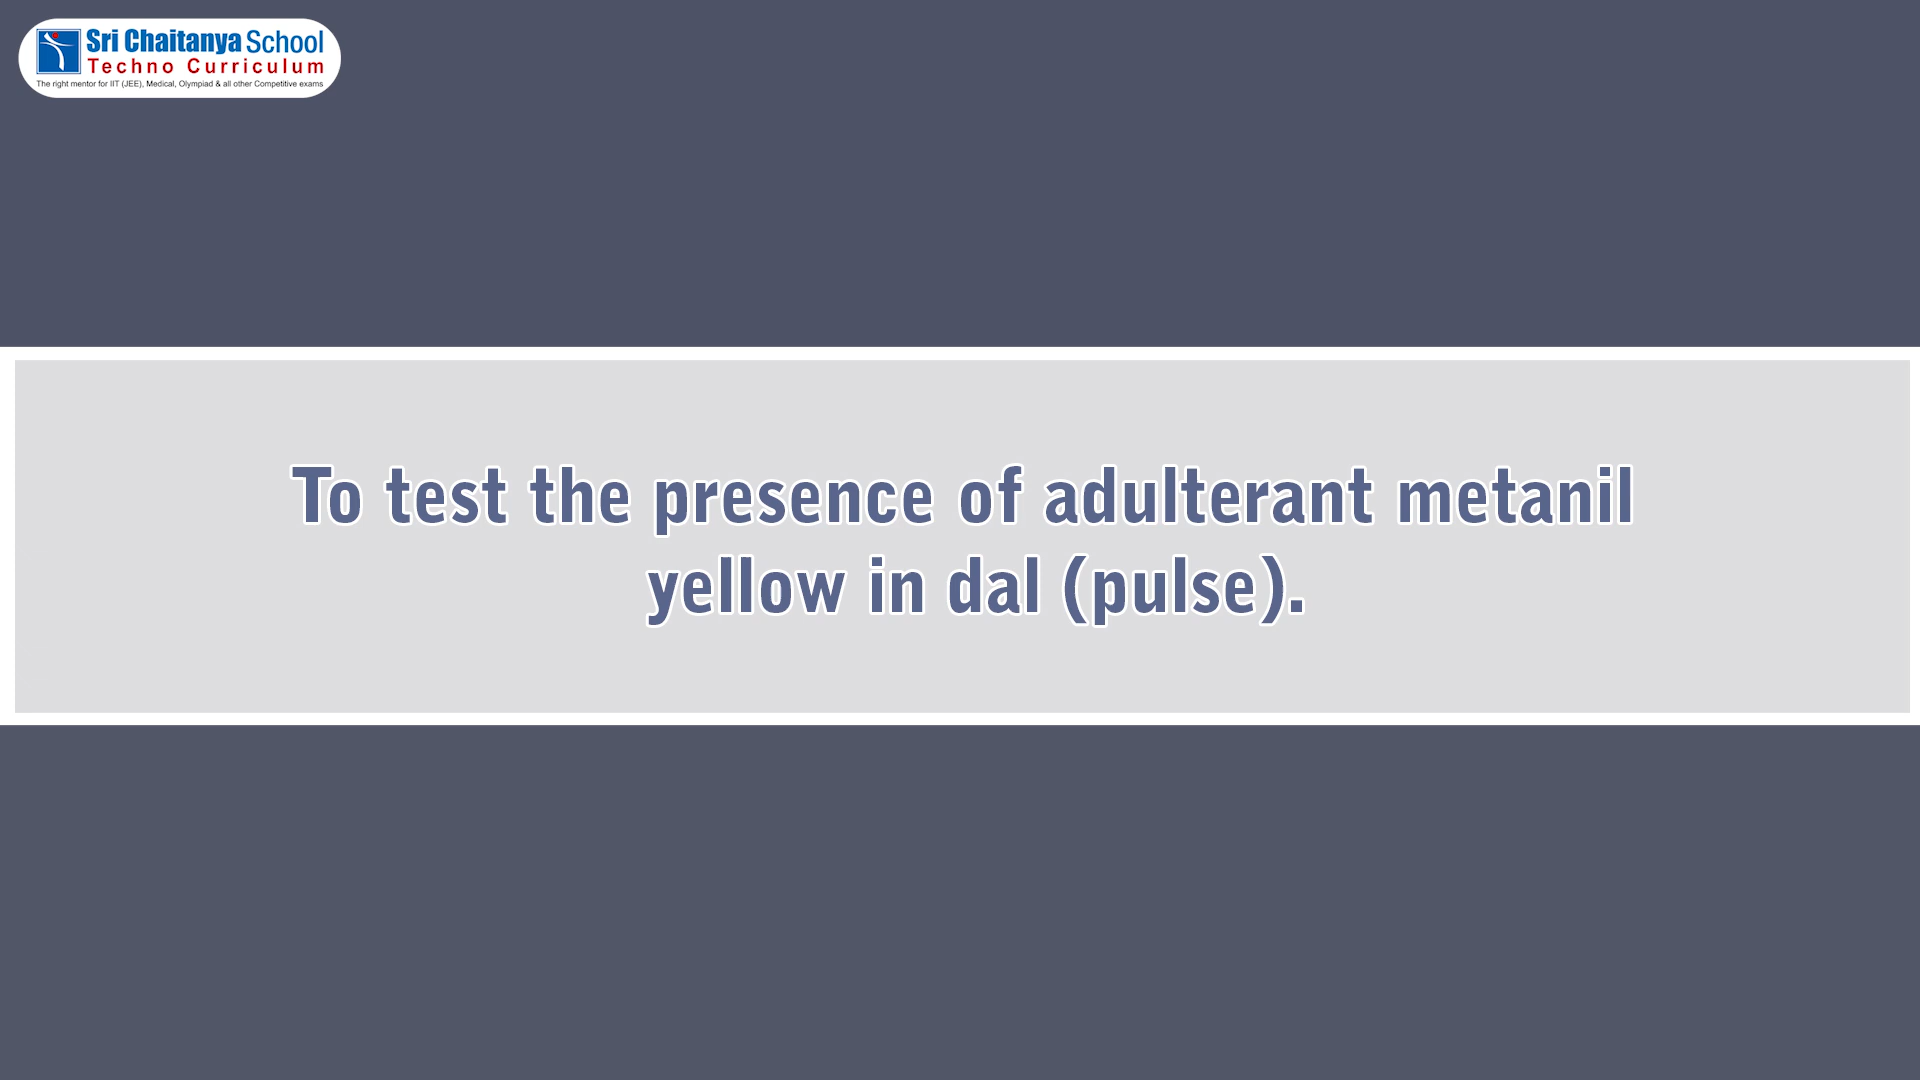 Sri Chaitanya School
Techno Curriculum
The right mentor for IIT (JEE), Medical, Olympiad & all other Competitive exams
To test the presence of adulterant metanil
yellow in dal (pulse).